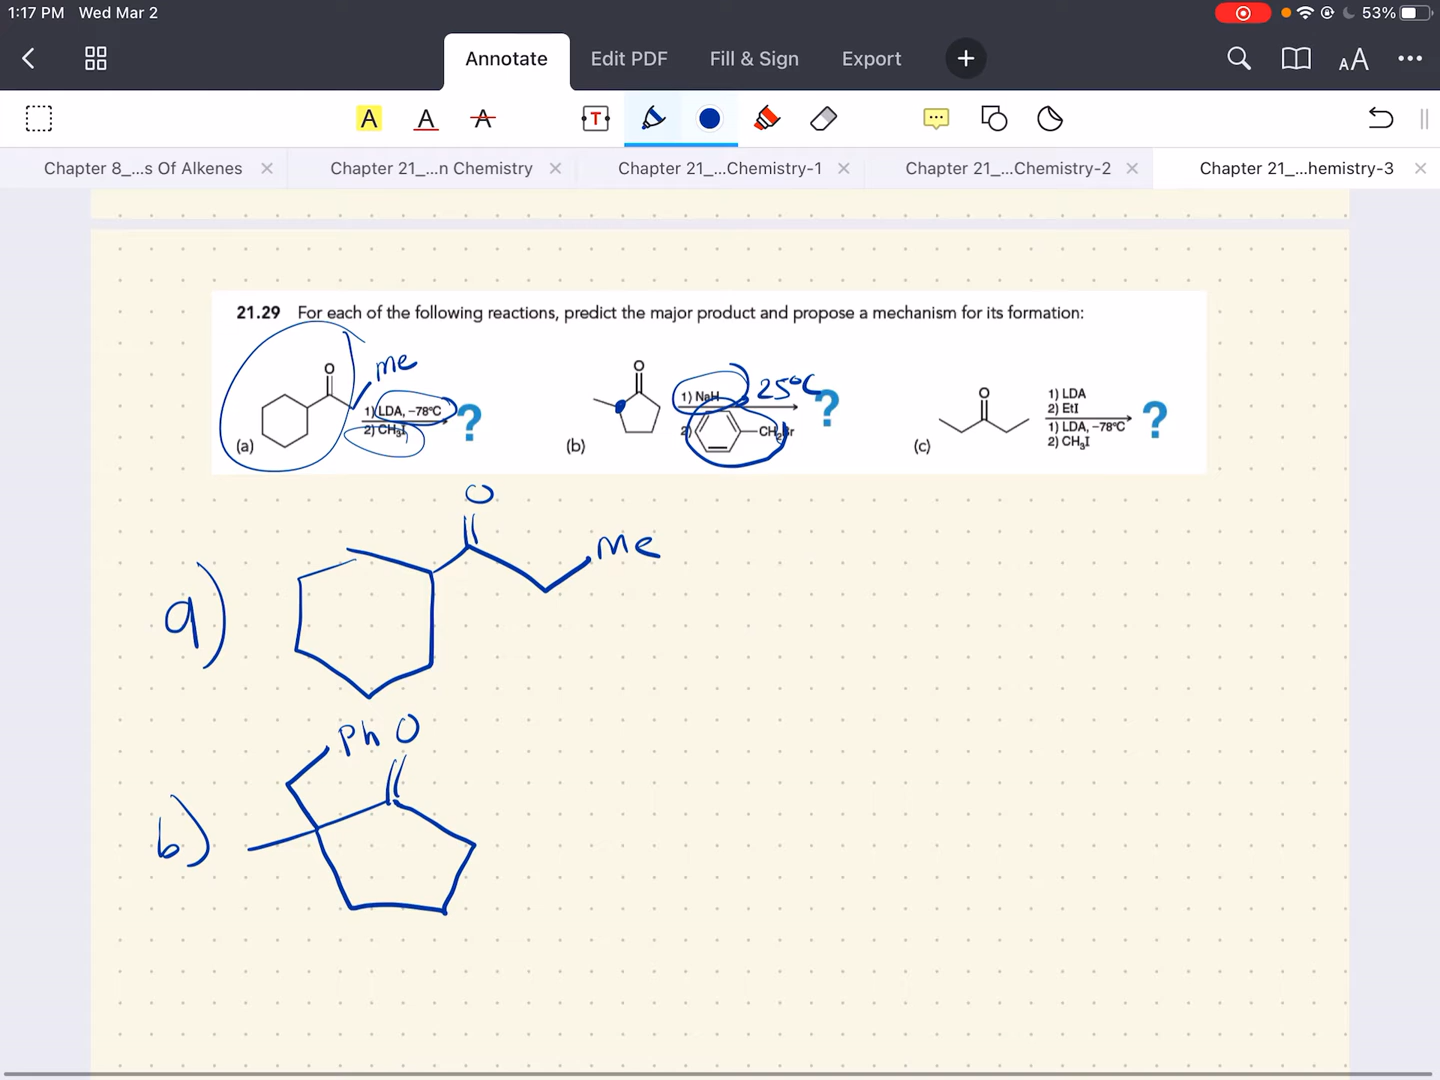 1:17 PM Wed Mar 2
53%
Annotate Edit PDF Fill & Sign Export
AA
A A A T
Chapter 8_...s Of Alkenes Chapter 21_...n Chemistry Chapter 21_...Chemistry-1 Chapter 21_...Chemistry-2 Chapter 21_...hemistry-3
21.29 For each of the following reactions, predict the major product and propose a mechanism for its formation:
(a) O me 1) LDA, −78°C 2) CH₃I ?
(b) O 1) NaH 25°C 2) CH₂Br ?
(c) O 1) LDA 2) EtI 1) LDA, −78°C 2) CH₃I ?
O
a) Me
Ph O
b)